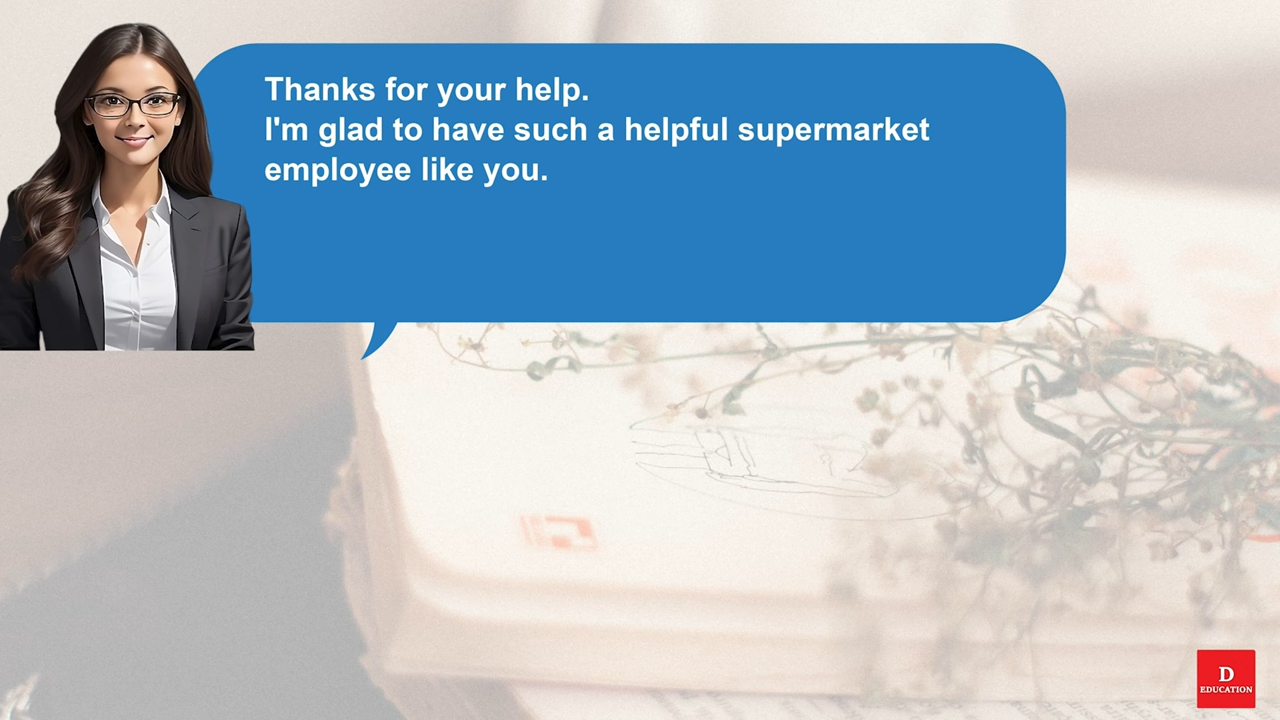 Thanks for your help.
I'm glad to have such a helpful supermarket
employee like you.
D
EDUCATION